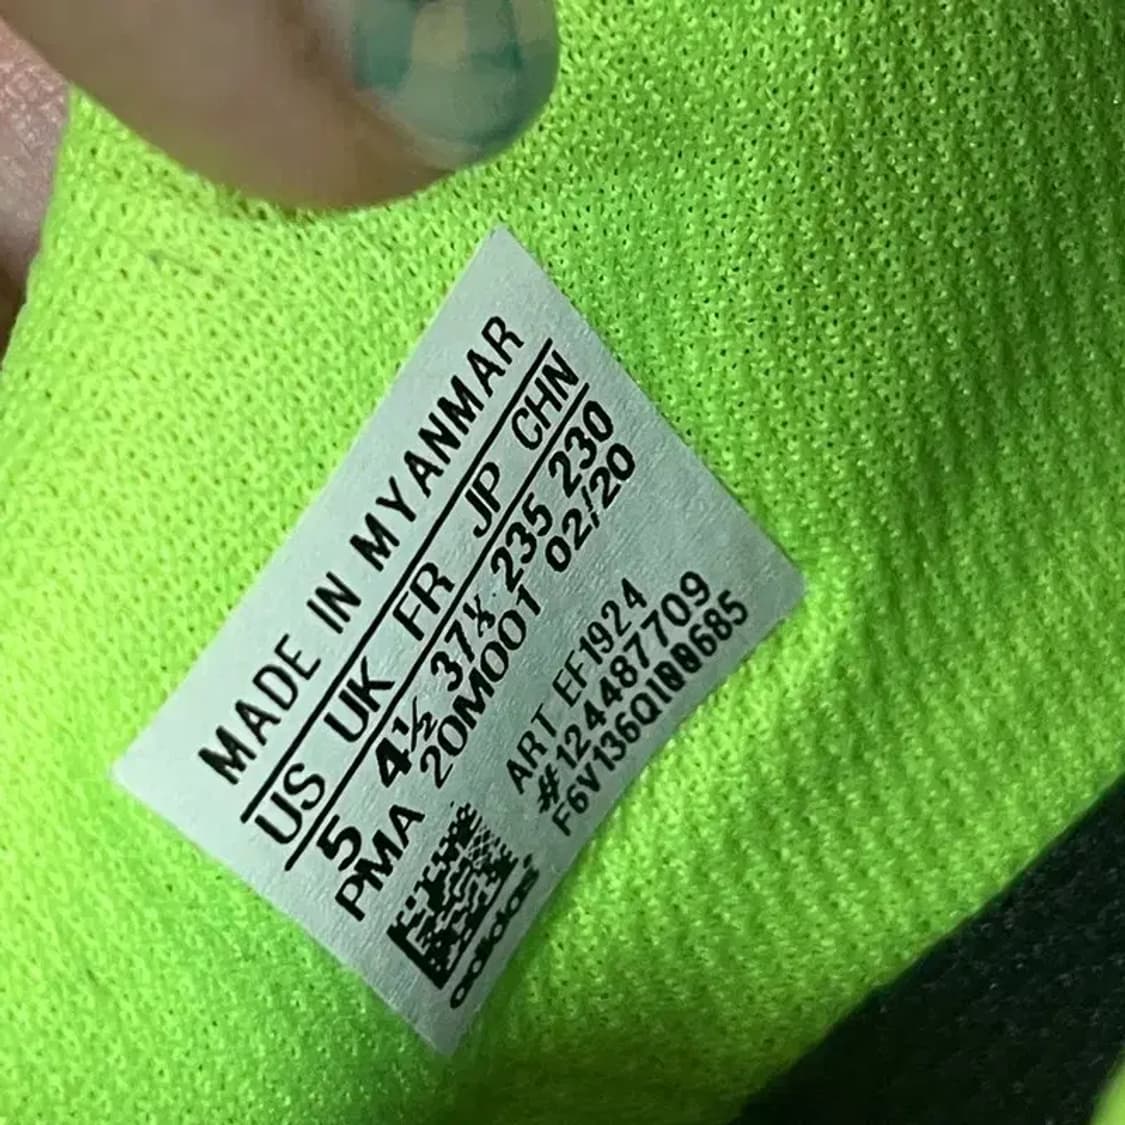 MADE IN MYANMAR
US UK FR JP CHN
5 4½ 37⅓ 235 230
PMA 20M001 02/20
ART EF1924
#124487709
F6V136QIB0685
adidas